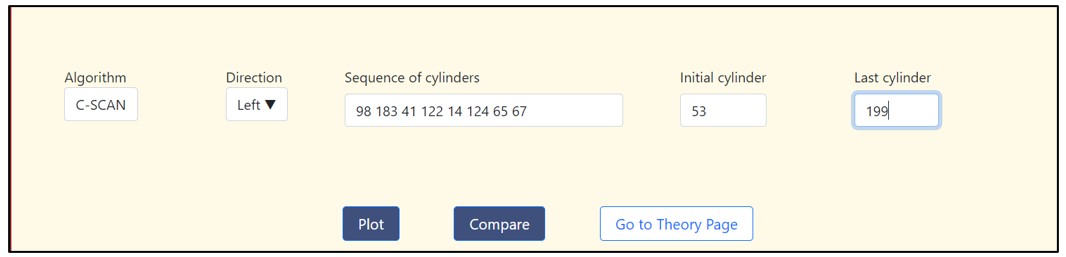 Algorithm Direction Sequence of cylinders Initial cylinder Last cylinder
C-SCAN Left ▼ 98 183 41 122 14 124 65 67 53 199
Plot Compare Go to Theory Page